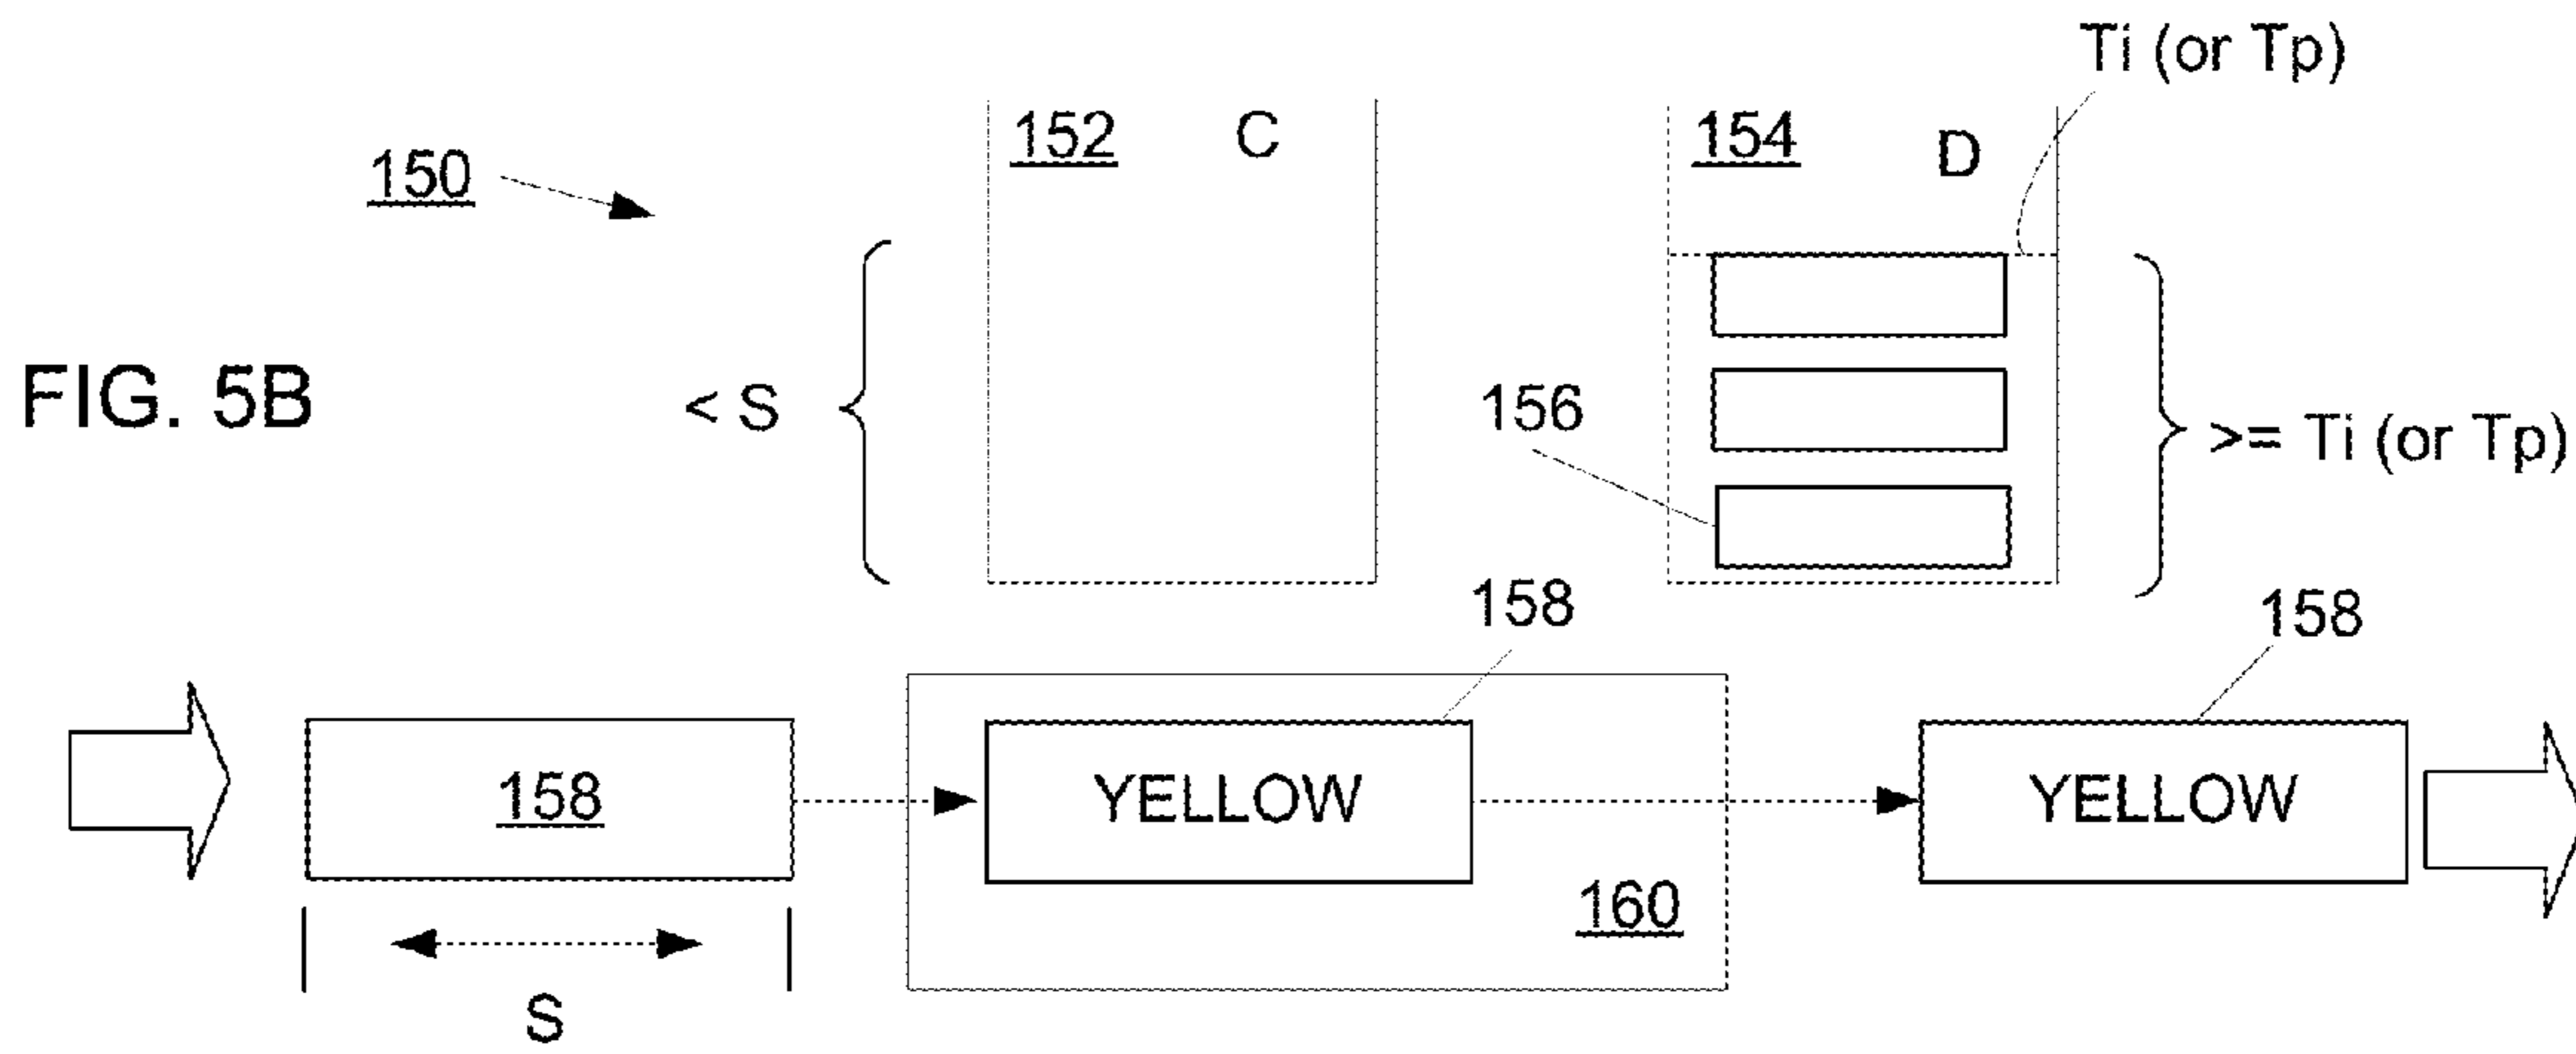 Ti (or Tp)
152 C
154 D
150
FIG. 5B
< S
156
>= Ti (or Tp)
158
158
158
YELLOW
YELLOW
160
S